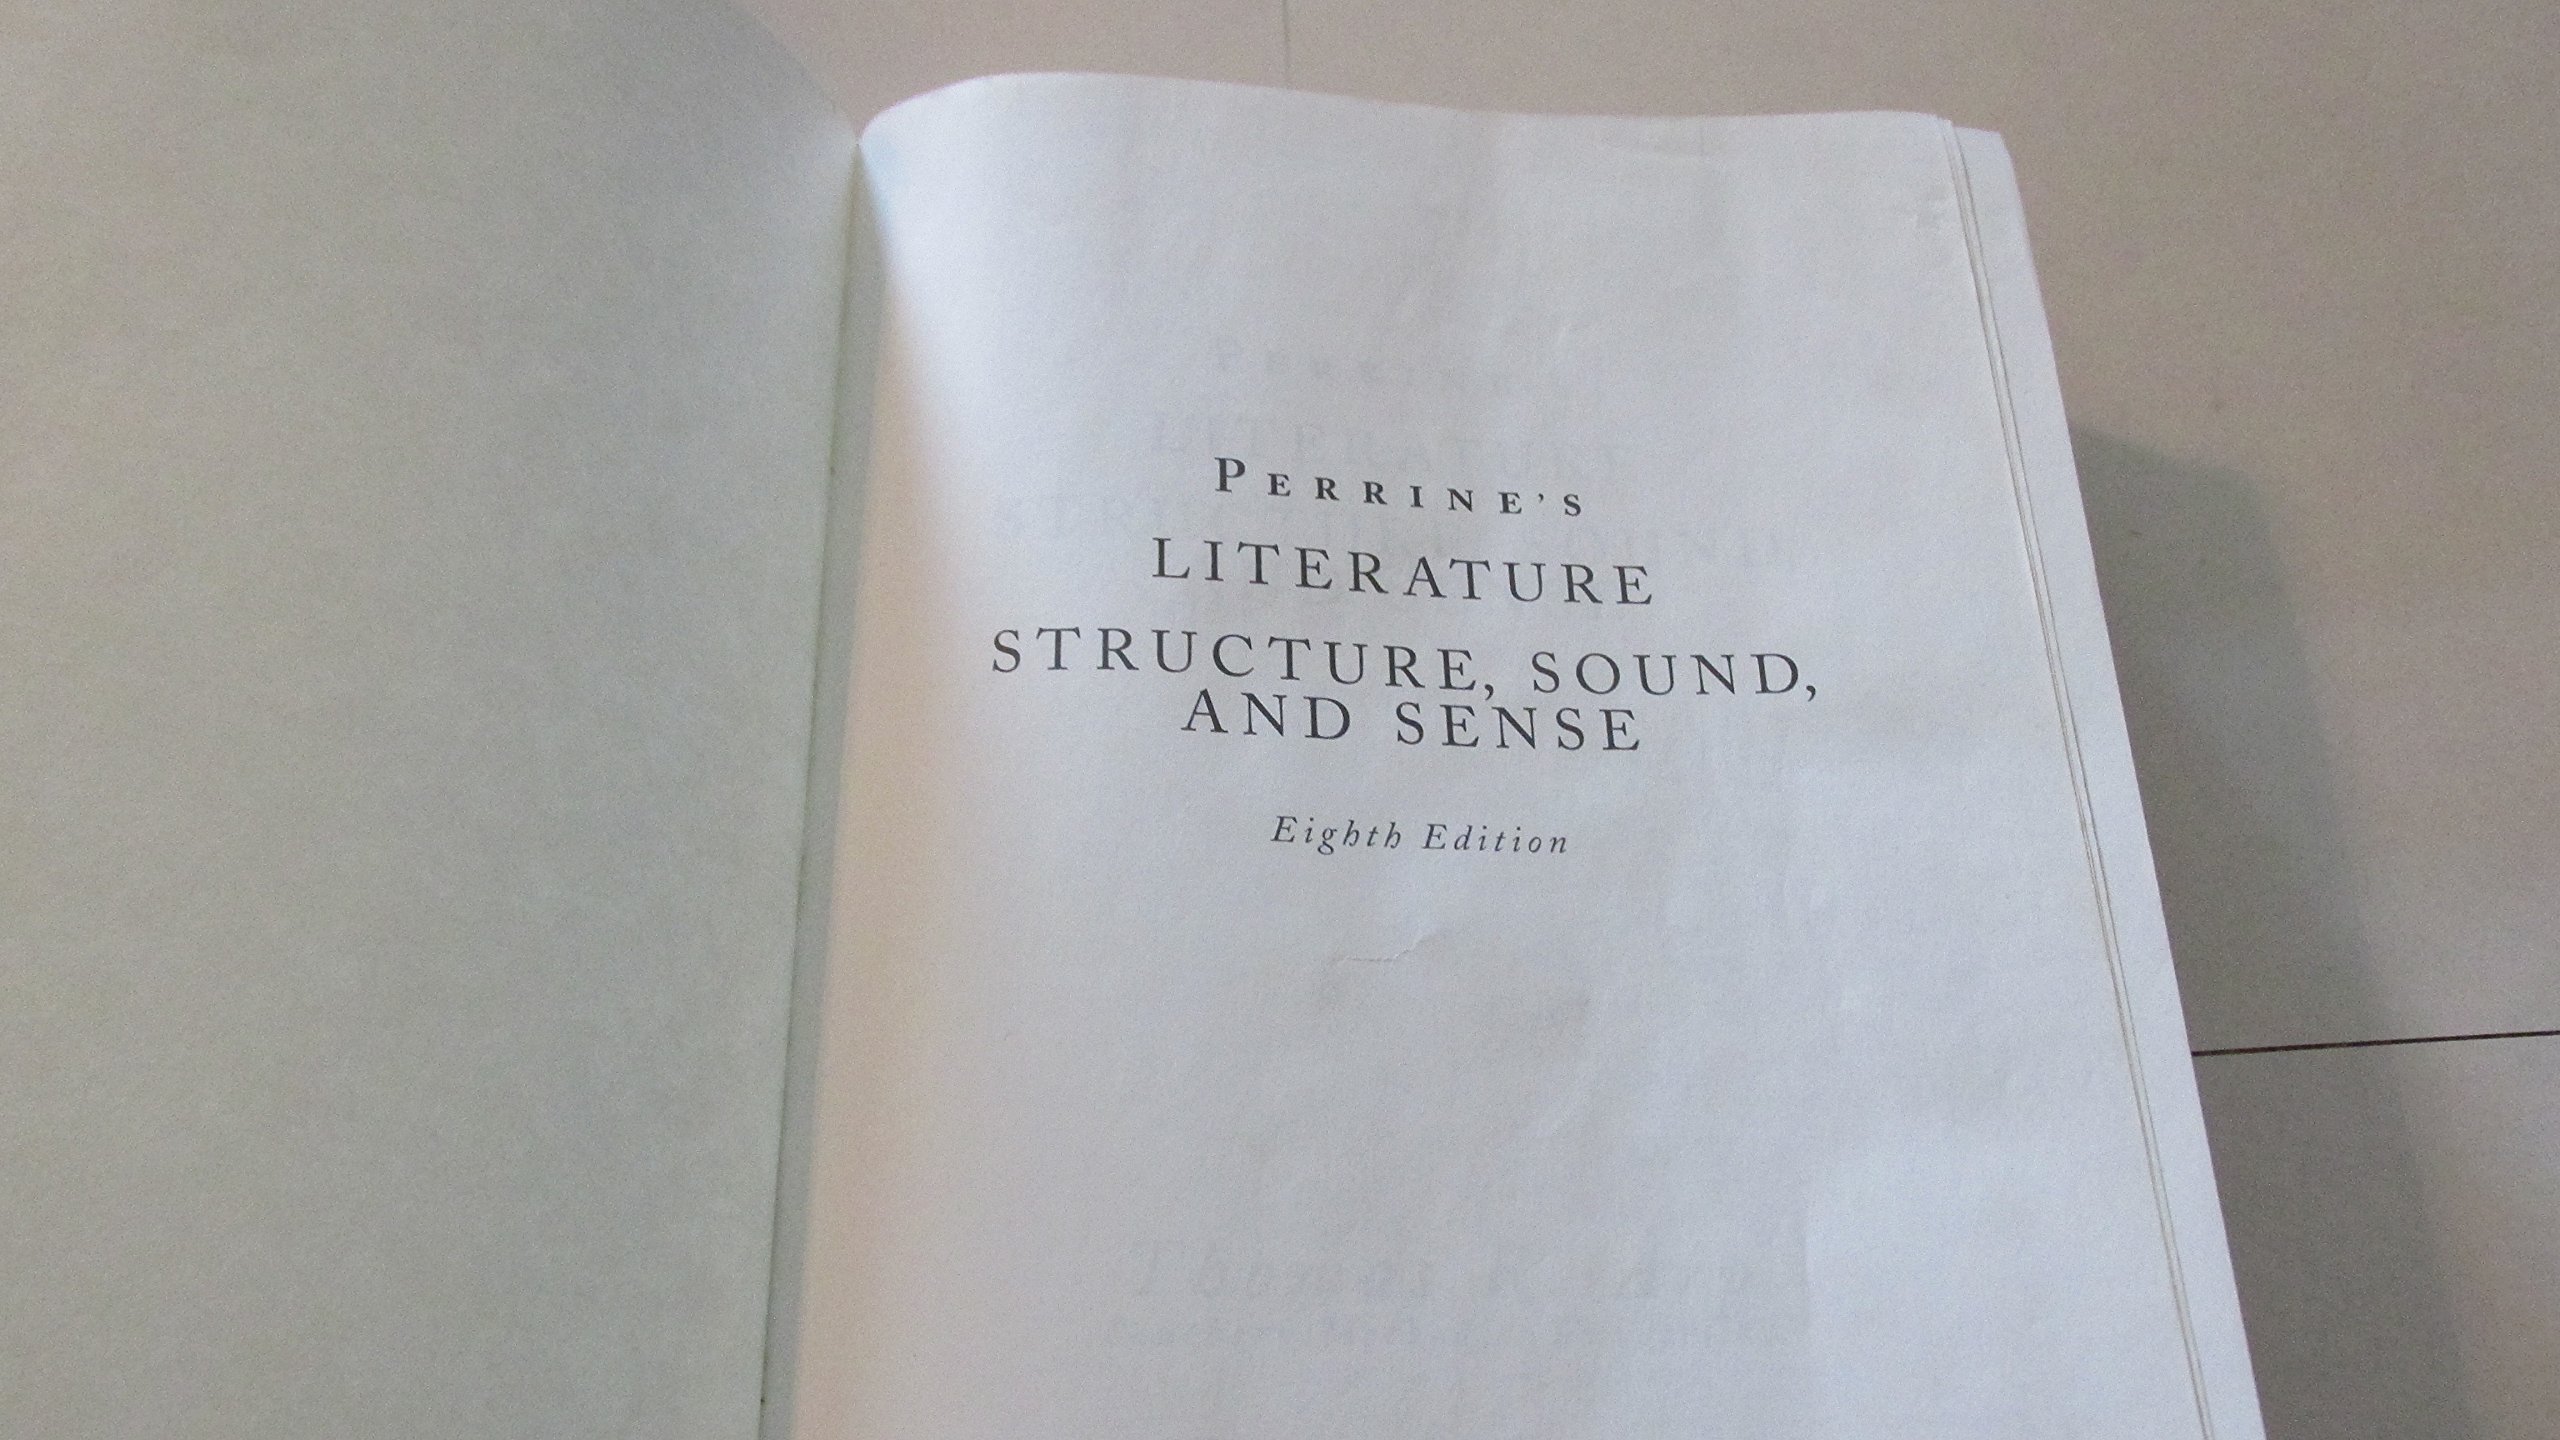 PERRINE'S
LITERATURE
STRUCTURE, SOUND,
AND SENSE
Eighth Edition